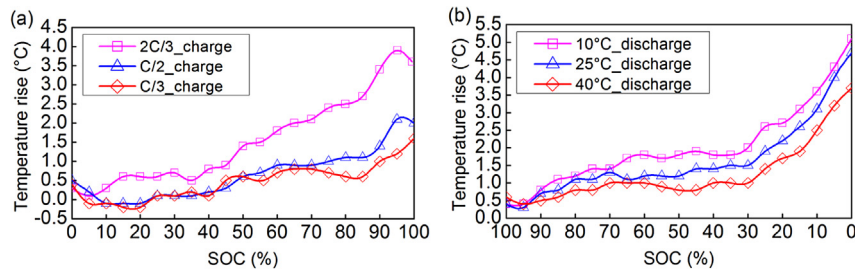 (a)
Temperature rise (°C)
4.5
4.0
3.5
3.0
2.5
2.0
1.5
1.0
0.5
0.0
-0.5
2C/3_charge
C/2_charge
C/3_charge
0 10 20 30 40 50 60 70 80 90 100
SOC (%)
(b)
Temperature rise (°C)
5.5
5.0
4.5
4.0
3.5
3.0
2.5
2.0
1.5
1.0
0.5
0.0
10°C_discharge
25°C_discharge
40°C_discharge
100 90 80 70 60 50 40 30 20 10 0
SOC (%)